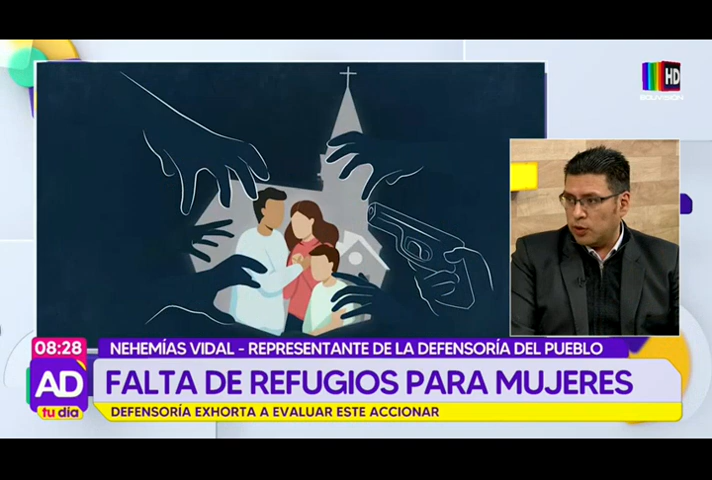 HD
BOLIVISION
08:28
NEHEMÍAS VIDAL - REPRESENTANTE DE LA DEFENSORÍA DEL PUEBLO
AD
tu día
FALTA DE REFUGIOS PARA MUJERES
DEFENSORÍA EXHORTA A EVALUAR ESTE ACCIONAR